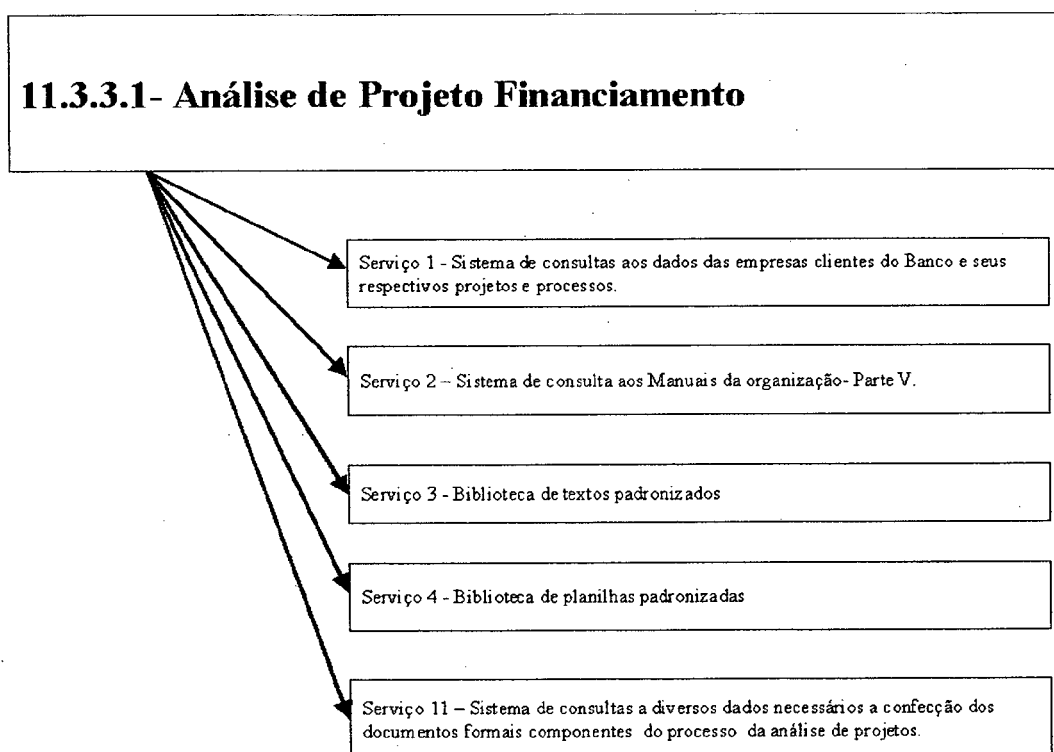 11.3.3.1- Análise de Projeto Financiamento
Serviço 1 - Sistema de consultas aos dados das empresas clientes do Banco e seus
respectivos projetos e processos.
Serviço 2 – Sistema de consulta aos Manuais da organização- Parte V.
Serviço 3 - Biblioteca de textos padronizados
Serviço 4 - Biblioteca de planilhas padronizadas
Serviço 11 – Sistema de consultas a diversos dados necessários a confecção dos
documentos formais componentes do processo da análise de projetos.